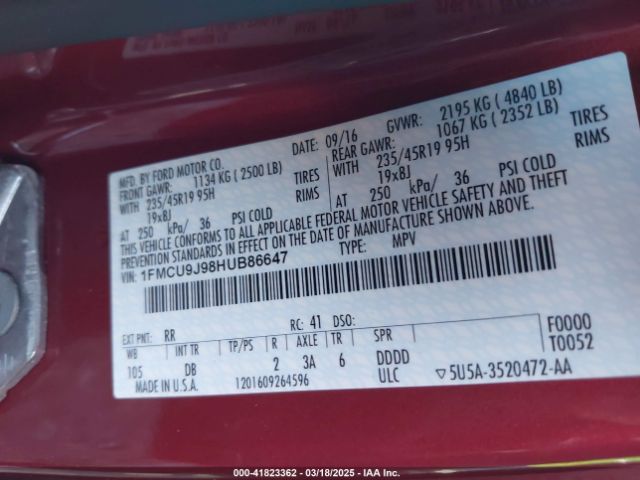 MFD. BY FORD MOTOR CO. DATE: 09/16 GVWR: 2195 KG ( 4840 LB)
FRONT GAWR: 1134 KG ( 2500 LB) REAR GAWR: 1067 KG ( 2352 LB)
WITH 235/45R19 95H TIRES WITH 235/45R19 95H TIRES
19x8J RIMS 19x8J RIMS
AT 250 kPa/ 36 PSI COLD AT 250 kPa/ 36 PSI COLD
THIS VEHICLE CONFORMS TO ALL APPLICABLE FEDERAL MOTOR VEHICLE SAFETY AND THEFT
PREVENTION STANDARDS IN EFFECT ON THE DATE OF MANUFACTURE SHOWN ABOVE.
VIN: 1FMCU9J98HUB86647 TYPE: MPV
EXT PNT: RR RC: 41 DSO: F0000
WB INT TR TP/PS R AXLE TR SPR T0052
105 DB 2 3A 6 DDDD
MADE IN U.S.A. 1201609264596 ULC ▽5U5A-3520472-AA
000-41823362 - 03/18/2025 - IAA Inc.